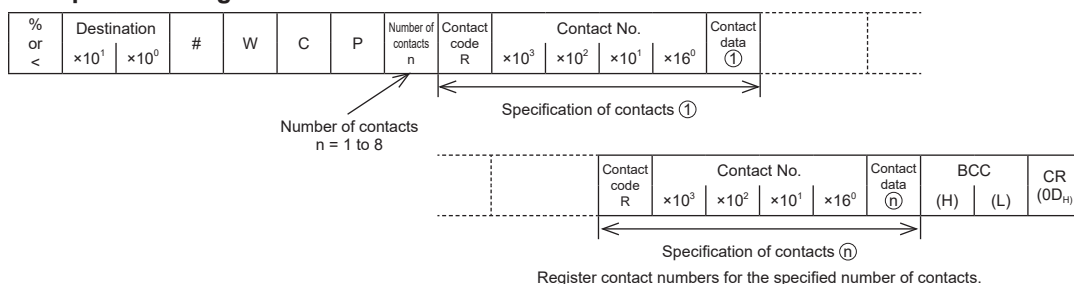 % or < Destination ×10¹ ×10⁰ # W C P Number of contacts n Contact code R Contact No. ×10³ ×10² ×10¹ ×16⁰ Contact data ①
Specification of contacts ①
Number of contacts
n = 1 to 8
Contact code R Contact No. ×10³ ×10² ×10¹ ×16⁰ Contact data ⓝ BCC (H) (L) CR (0D_H)
Specification of contacts ⓝ
Register contact numbers for the specified number of contacts.